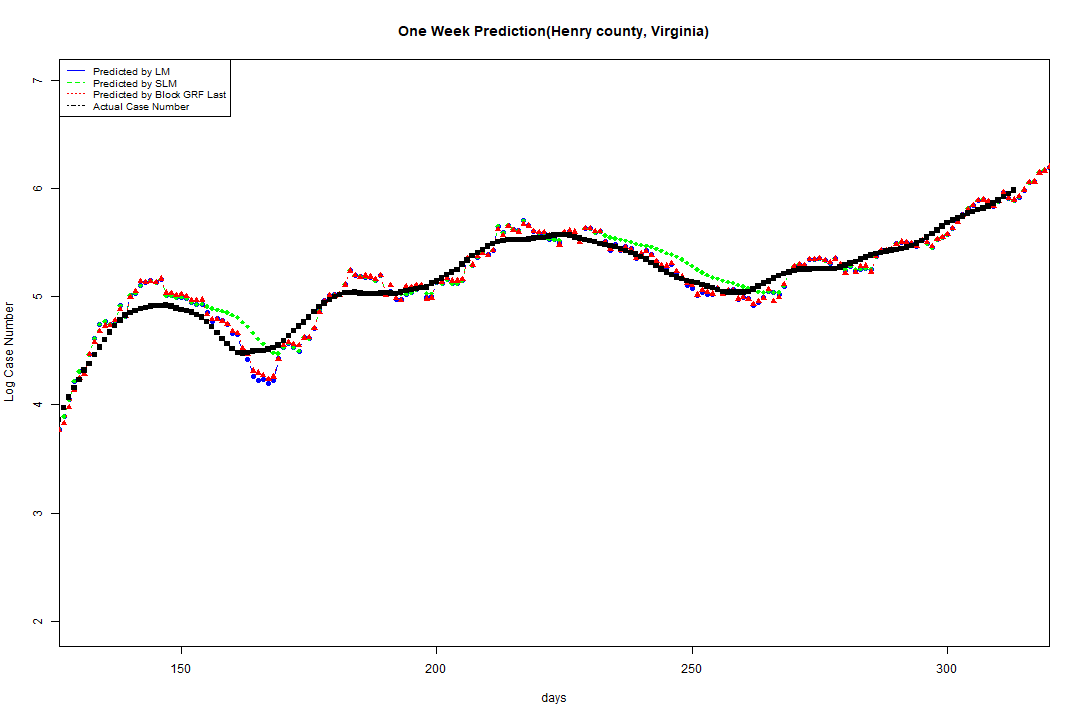 One Week Prediction(Henry county, Virginia)
Predicted by LM
Predicted by SLM
Predicted by Block GRF Last
Actual Case Number
7
6
5
4
3
2
Log Case Number
150 200 250 300
days